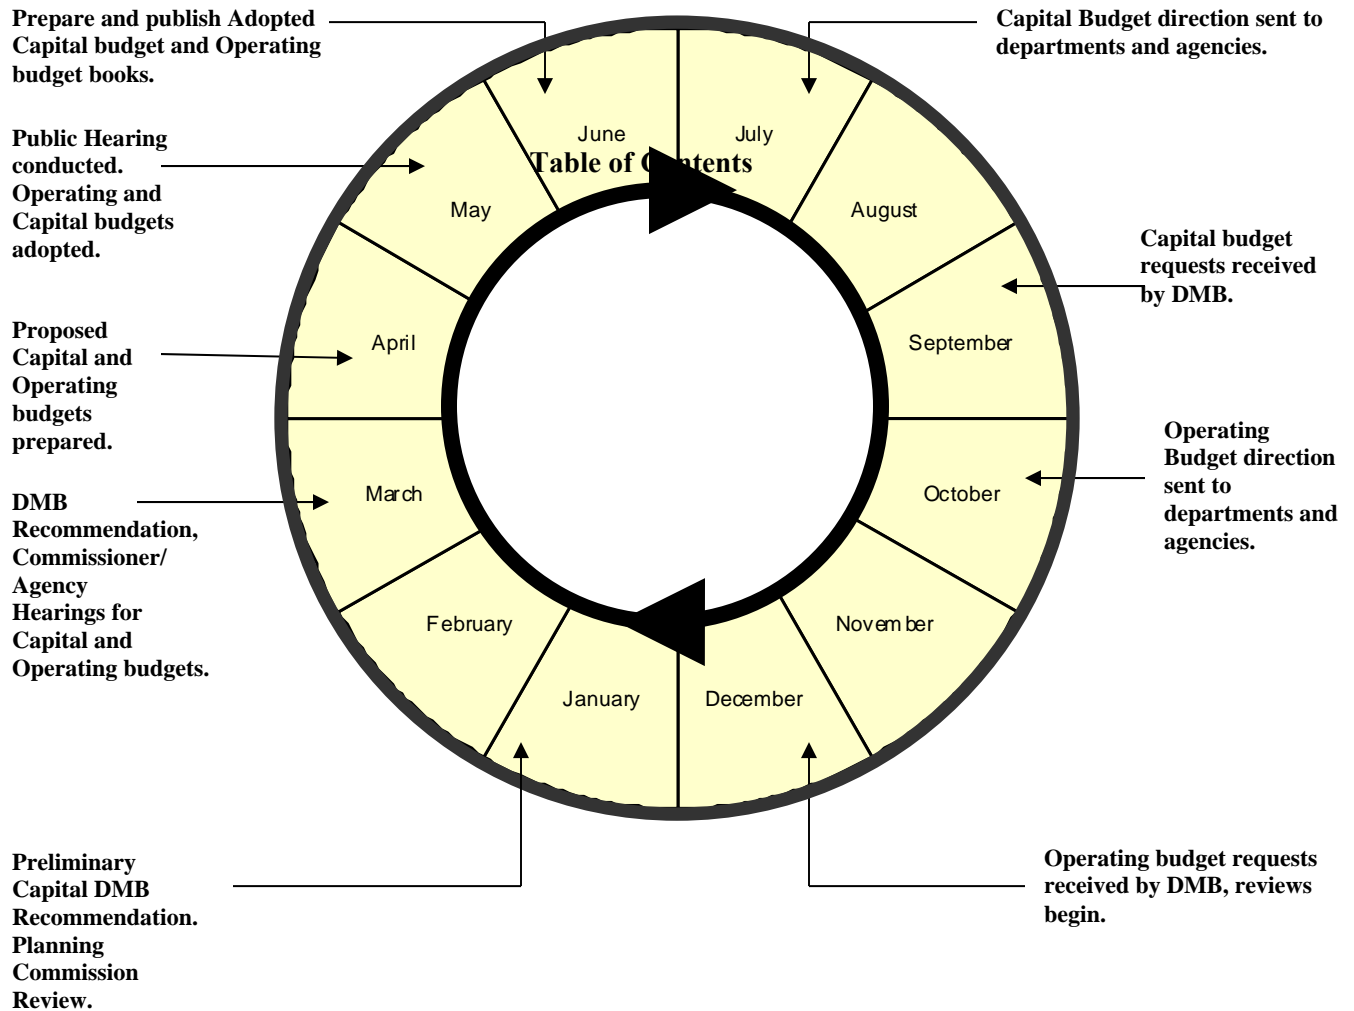 Prepare and publish Adopted
Capital budget and Operating
budget books.
Capital Budget direction sent to
departments and agencies.
Public Hearing
conducted.
Operating and
Capital budgets
adopted.
June
July
Table of Contents
May
August
Capital budget
requests received
by DMB.
Proposed
Capital and
Operating
budgets
prepared.
April
September
Operating
Budget direction
sent to
departments and
agencies.
DMB
Recommendation,
Commissioner/
Agency
Hearings for
Capital and
Operating budgets.
March
October
February
November
January
December
Preliminary
Capital DMB
Recommendation.
Planning
Commission
Review.
Operating budget requests
received by DMB, reviews
begin.